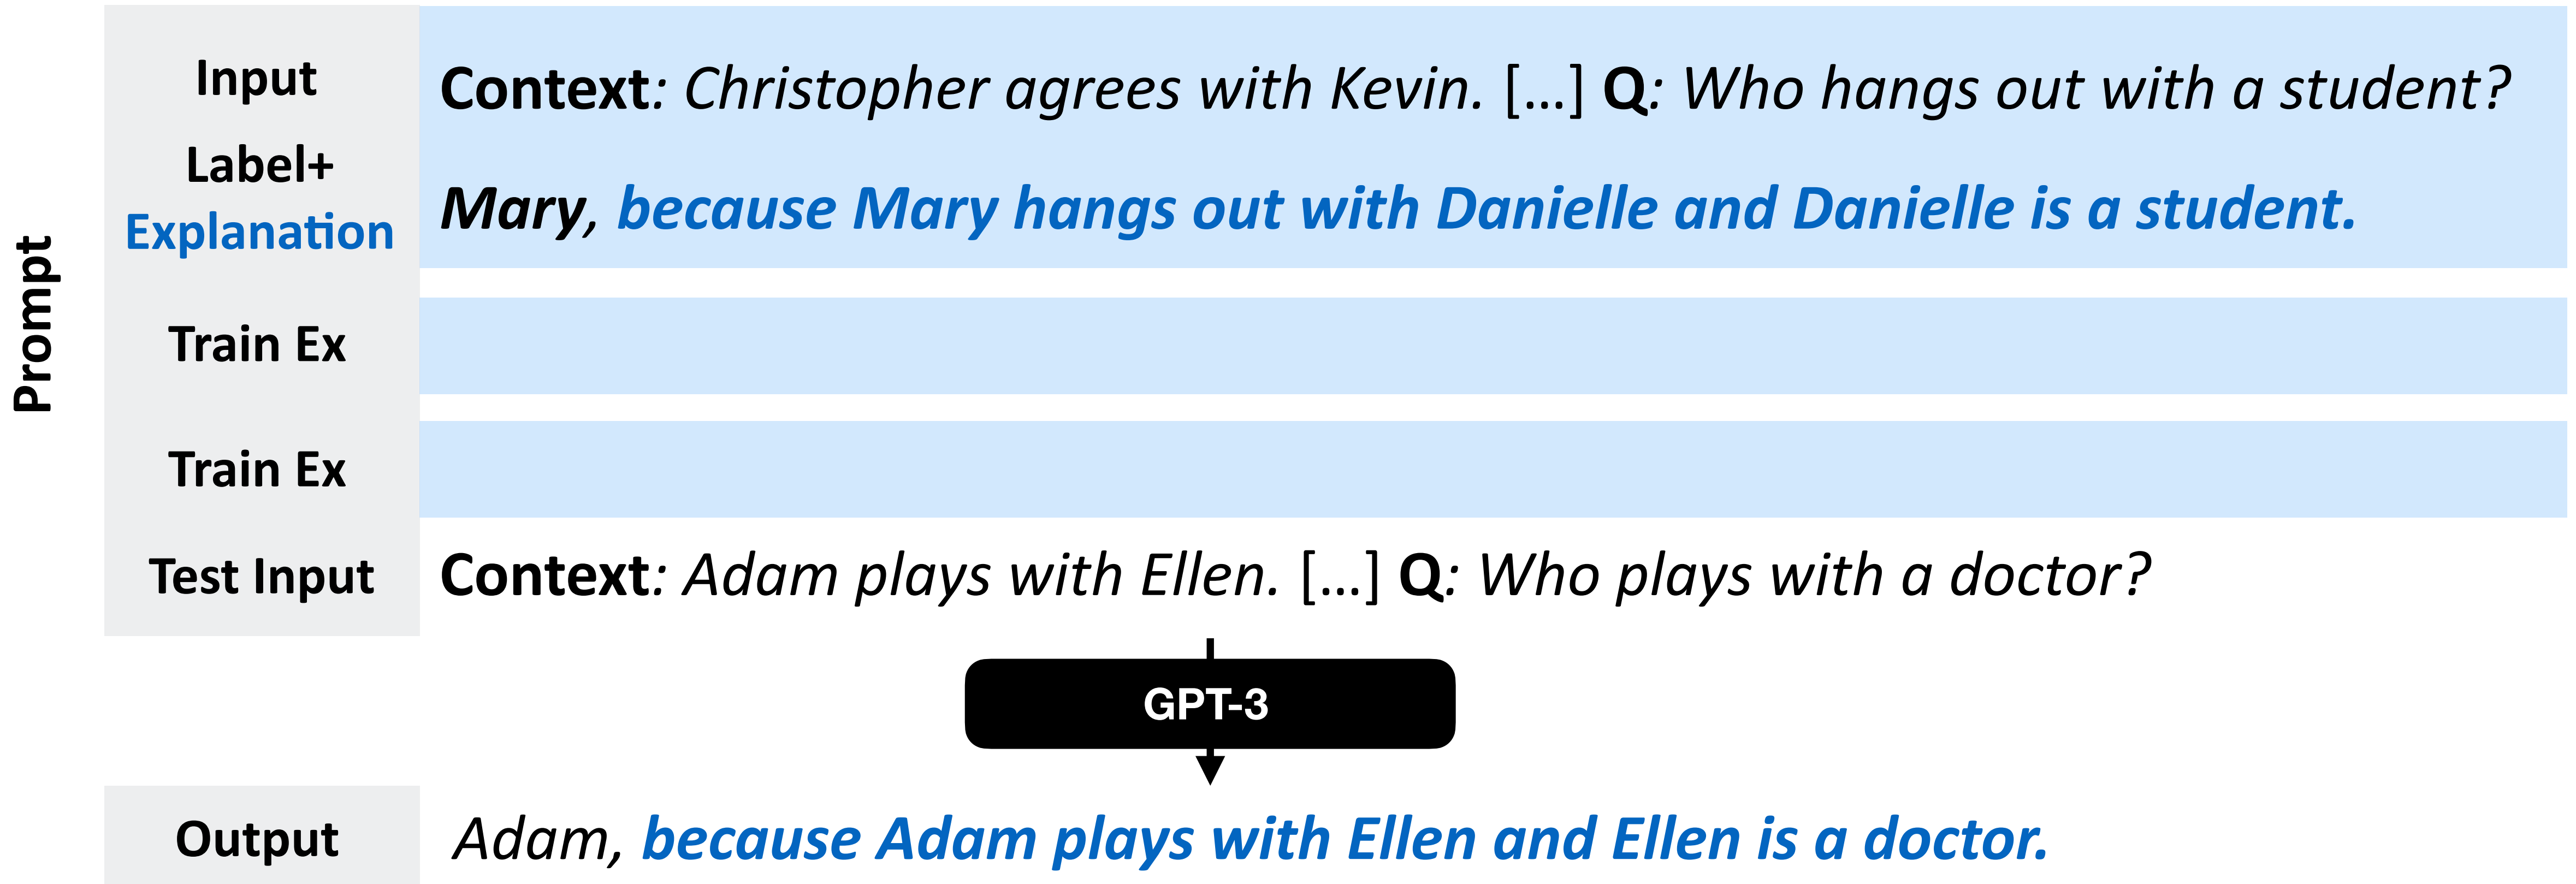 Prompt
Input
Context: Christopher agrees with Kevin. [...] Q: Who hangs out with a student?
Label+
Explanation
Mary, because Mary hangs out with Danielle and Danielle is a student.
Train Ex
Train Ex
Test Input
Context: Adam plays with Ellen. [...] Q: Who plays with a doctor?
GPT-3
Output
Adam, because Adam plays with Ellen and Ellen is a doctor.